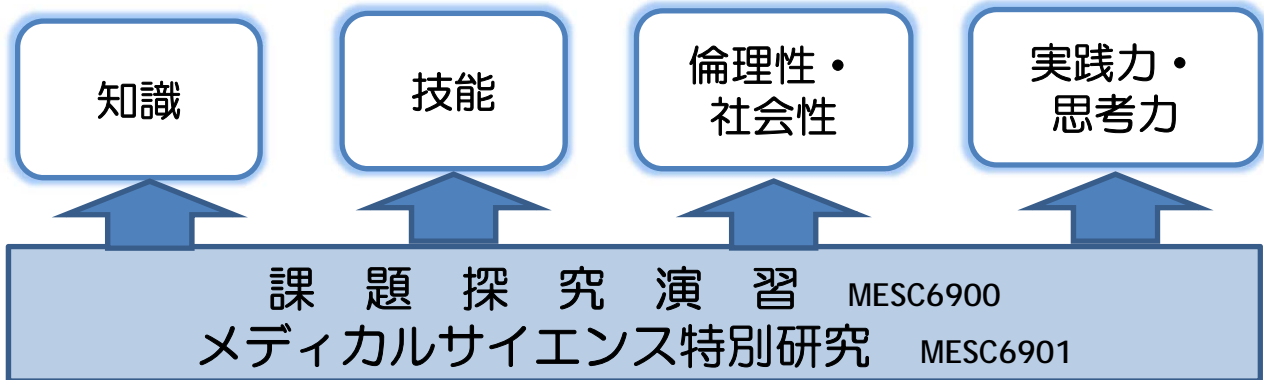 知識
技能
倫理性・
社会性
実践力・
思考力
課 題 探 究 演 習 MESC6900
メディカルサイエンス特別研究 MESC6901